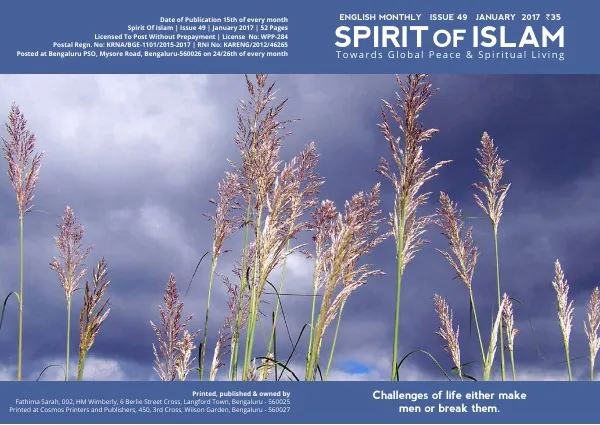 Date of Publication 15th of every month
Spirit Of Islam | Issue 49 | January 2017 | 52 Pages
Licensed To Post Without Prepayment | License No: WPP-284
Postal Regn. No: KRNA/BGE-1101/2015-2017 | RNI No: KARENG/2012/46265
Posted at Bengaluru PSO, Mysore Road, Bengaluru-560026 on 24/26th of every month
ENGLISH MONTHLY ISSUE 49 JANUARY 2017 ₹35
SPIRIT OF ISLAM
Towards Global Peace & Spiritual Living
Printed, published & owned by
Fathima Sarah, 002, HM Wimberly, 6 Berlie Street Cross, Langford Town, Bengaluru - 560025
Printed at Cosmos Printers and Publishers, 450, 3rd Cross, Wilson Garden, Bengaluru - 560027
Challenges of life either make
men or break them.